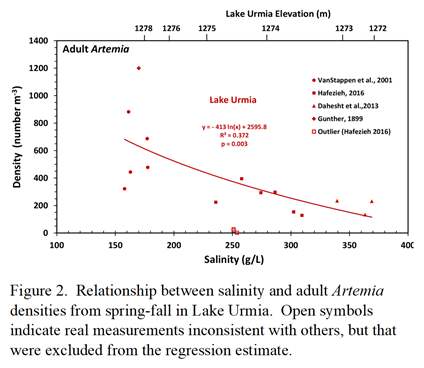 Lake Urmia Elevation (m)
1278 1276 1275 1274 1273 1272
1400
1200
1000
800
600
400
200
0
Density (number m-3)
Adult Artemia
Lake Urmia
y = - 413 ln(x) + 2595.8
R² = 0.372
p = 0.003
VanStappen et al., 2001
Hafezieh, 2016
Dahesht et al.,2013
Gunther, 1899
Outlier (Hafezieh 2016)
100 150 200 250 300 350 400
Salinity (g/L)
Figure 2. Relationship between salinity and adult Artemia
densities from spring-fall in Lake Urmia. Open symbols
indicate real measurements inconsistent with others, but that
were excluded from the regression estimate.